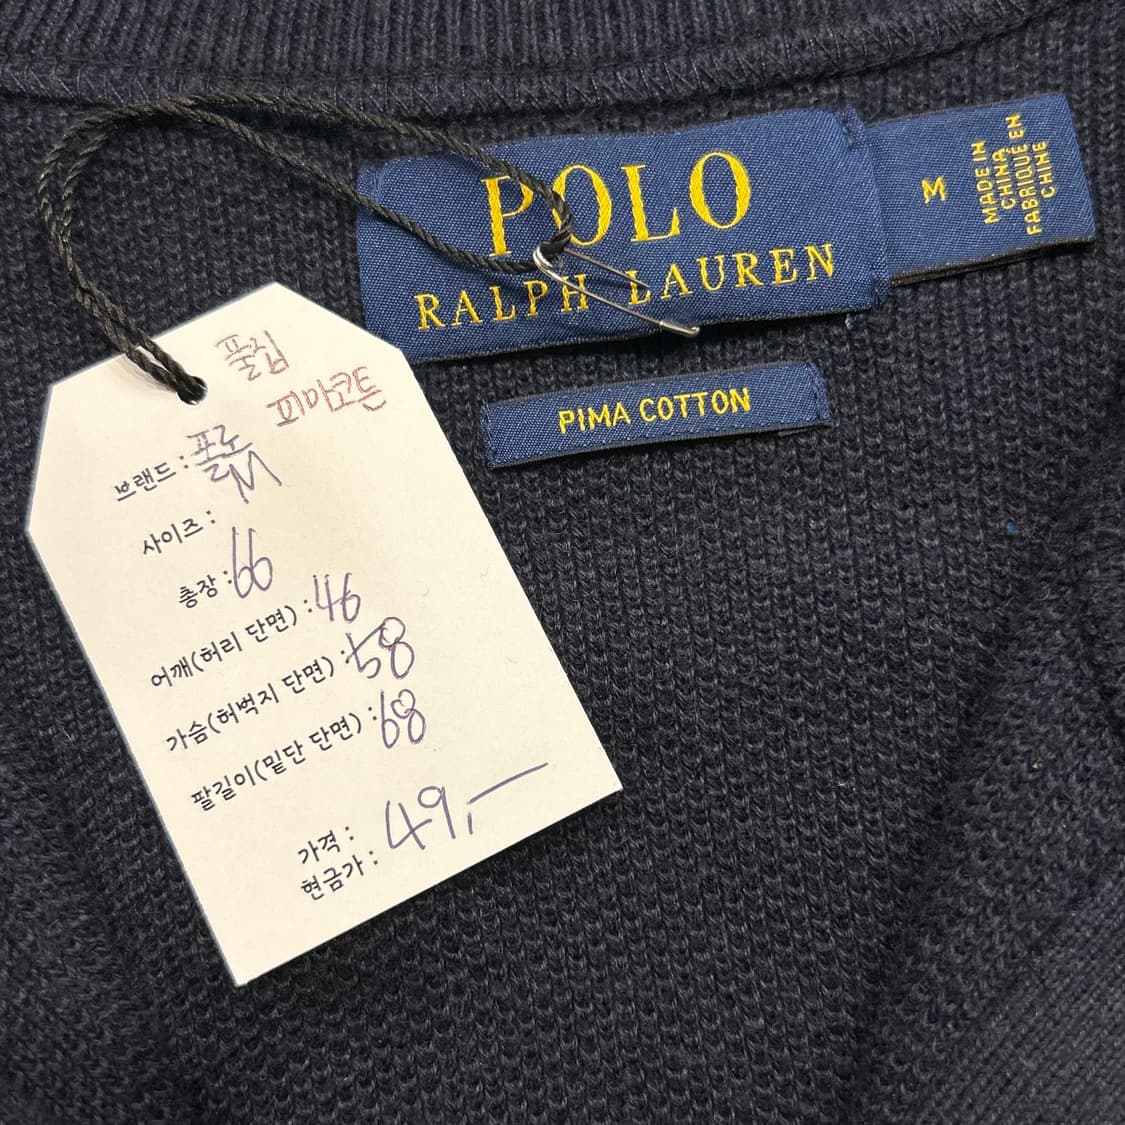 POLO
RALPH LAUREN
M
MADE IN
CHINA
FABRIQUÉ EN
CHINE
PIMA COTTON
풀집
피마코튼
브랜드 : 폴로
사이즈 : M
총장 : 66
어깨(허리 단면) : 46
가슴(허벅지 단면) : 58
팔길이(밑단 단면) : 68
가격 : 49,-
현금가 :